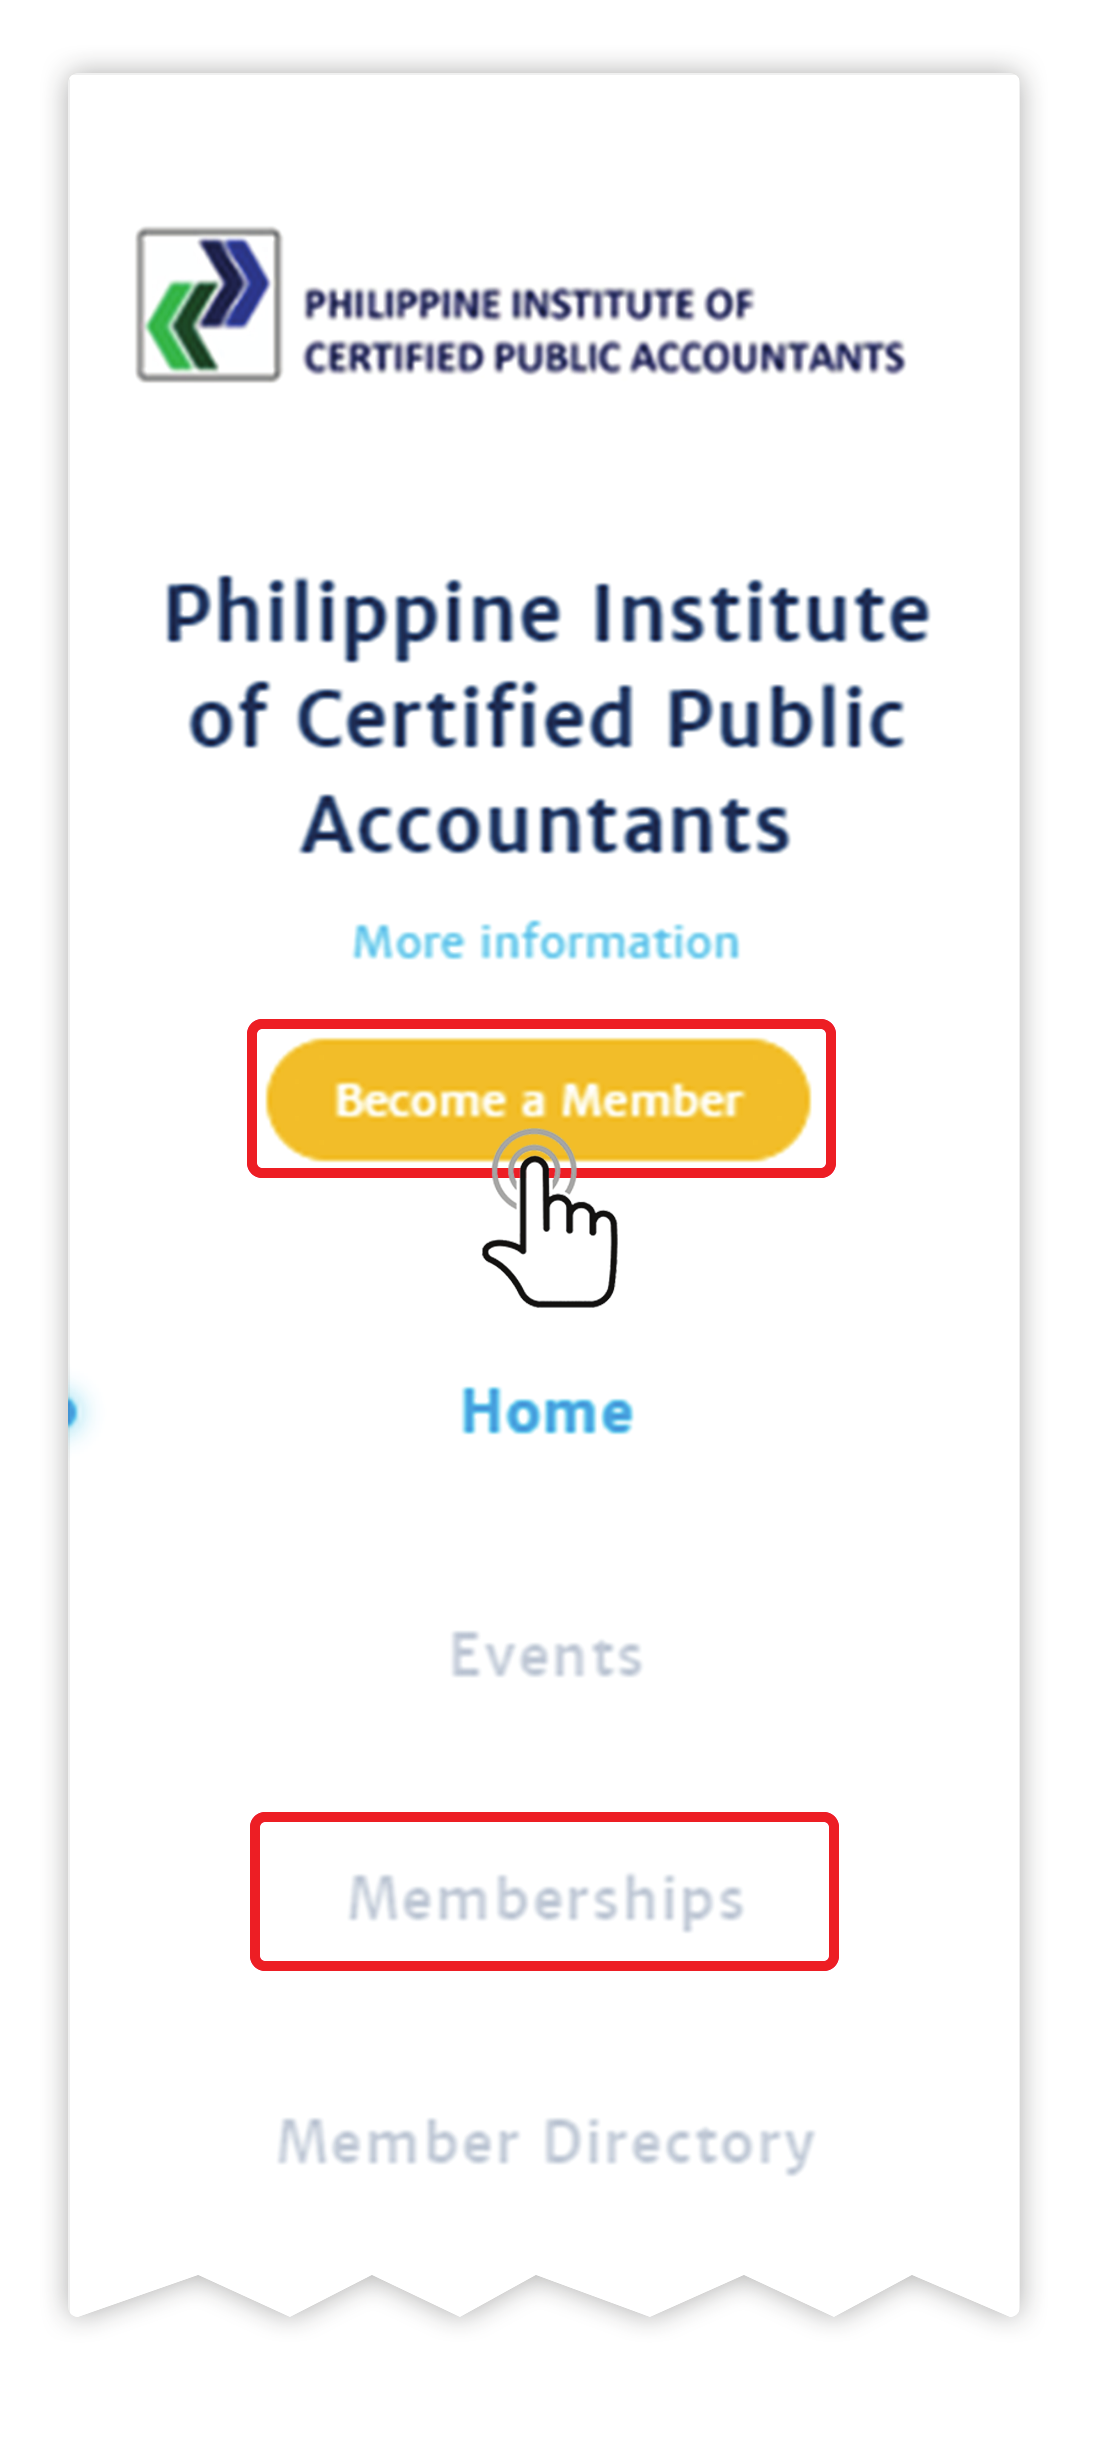 PHILIPPINE INSTITUTE OF
CERTIFIED PUBLIC ACCOUNTANTS
Philippine Institute
of Certified Public
Accountants
More information
Become a Member
Home
Events
Memberships
Member Directory